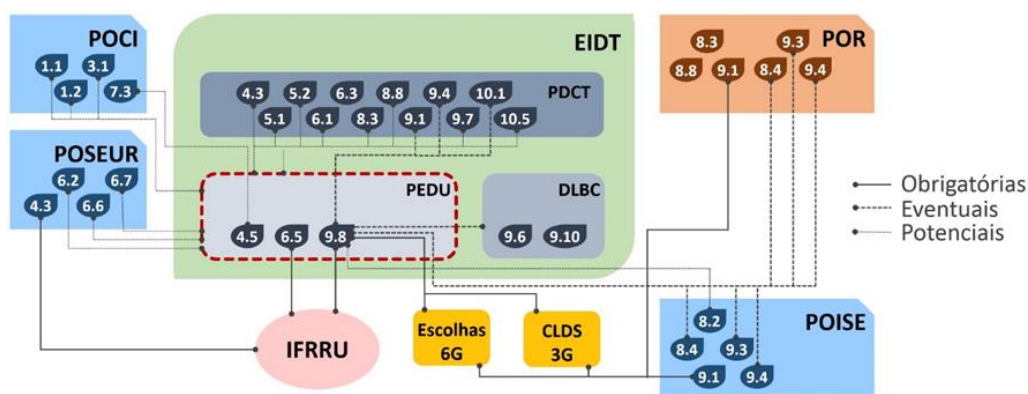 POCI
1.1 3.1
1.2 7.3
EIDT
PDCT
4.3 5.2 6.3 8.8 9.4 10.1
5.1 6.1 8.3 9.1 9.7 10.5
POR
8.3 9.3
8.8 9.1 8.4 9.4
POSEUR
6.2 6.7
4.3 6.6
PEDU
4.5 6.5 9.8
DLBC
9.6 9.10
Obrigatórias
Eventuais
Potenciais
IFRRU
Escolhas
6G
CLDS
3G
POISE
8.2
8.4 9.3
9.1 9.4